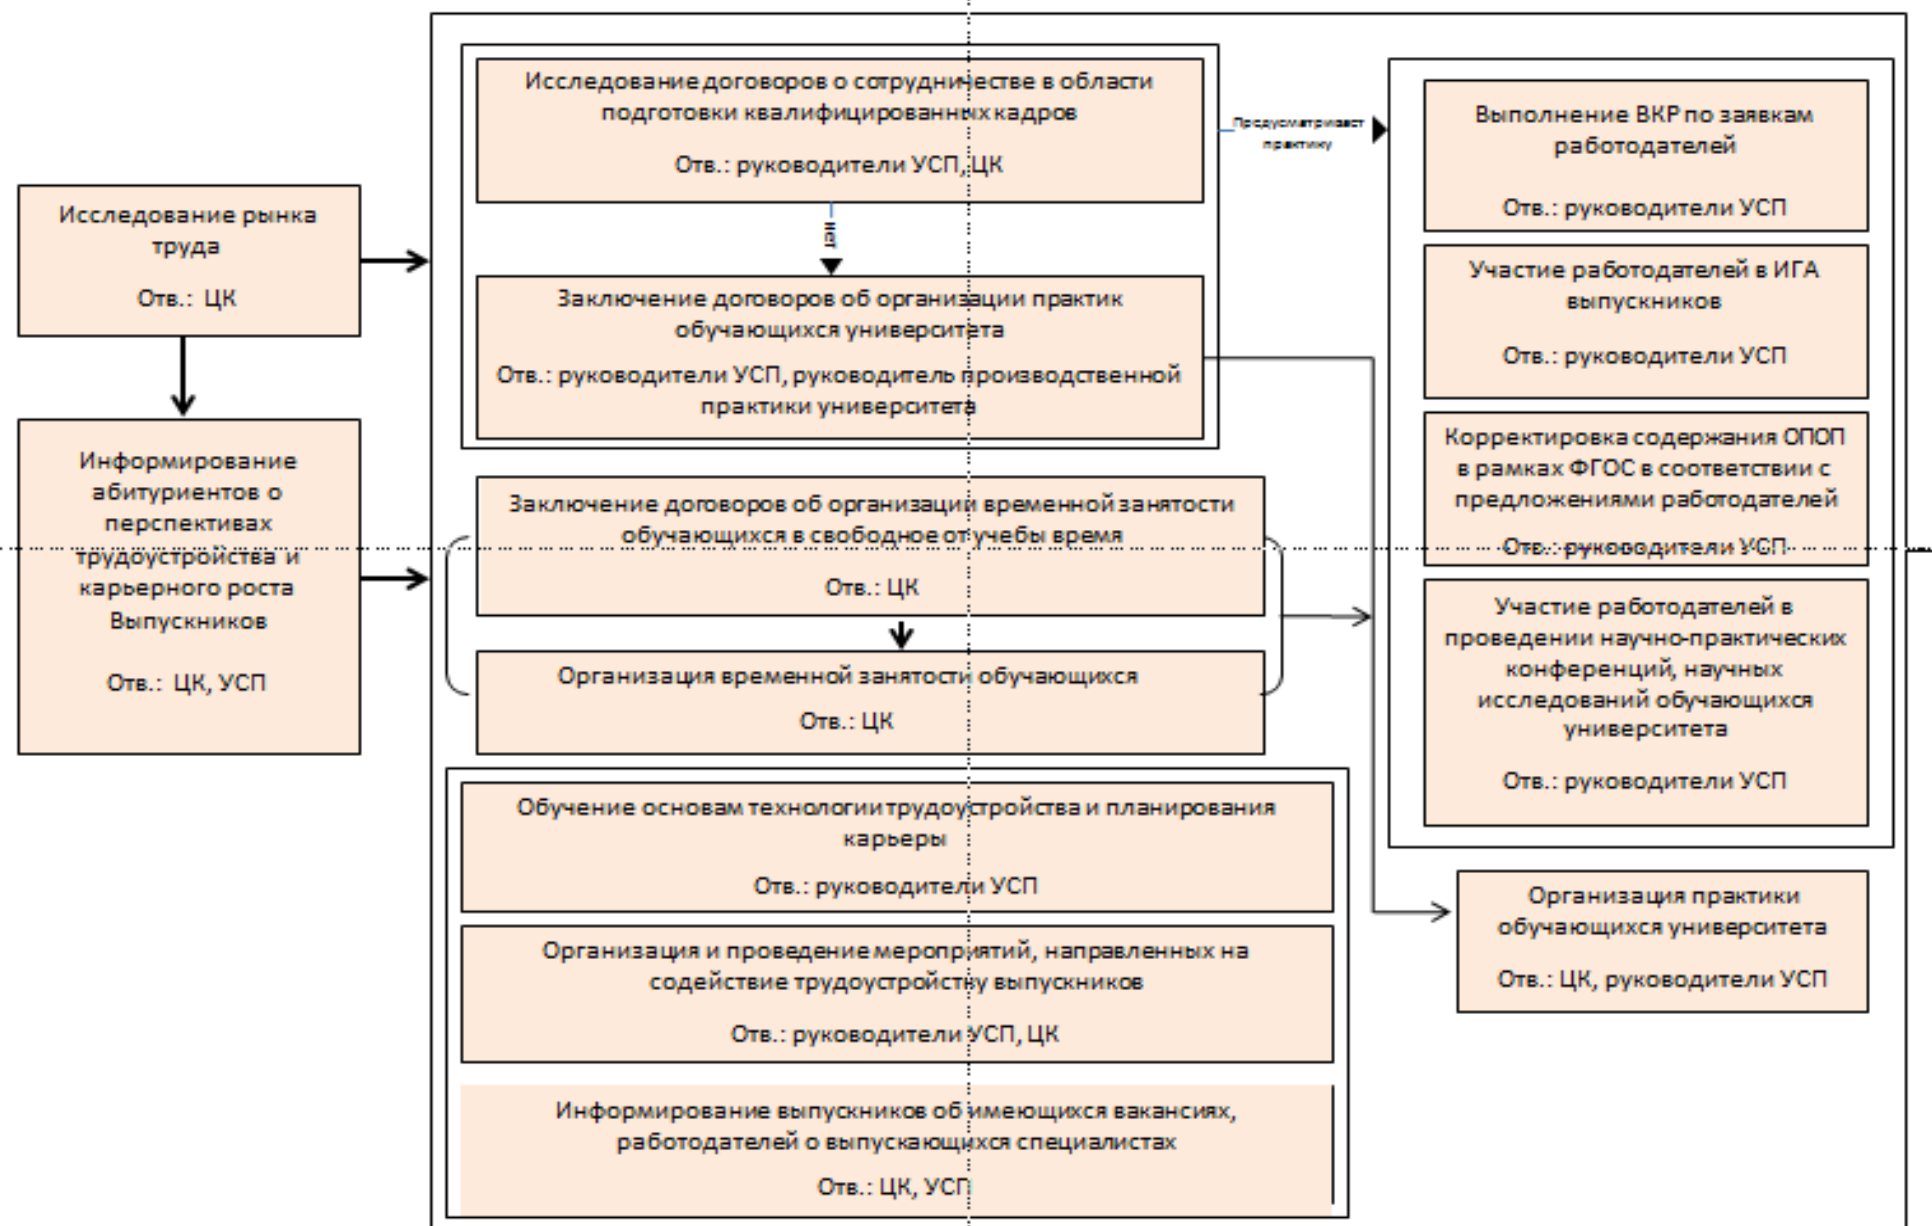 Исследование рынка
труда
Отв.: ЦК
Информирование
абитуриентов о
перспективах
трудоустройства и
карьерного роста
Выпускников
Отв.: ЦК, УСП
Исследование договоров о сотрудничестве в области
подготовки квалифицированных кадров
Отв.: руководители УСП, ЦК
нет
Заключение договоров об организации практик
обучающихся университета
Отв.: руководители УСП, руководитель производственной
практики университета
Предусматривает
практику
Заключение договоров об организации временной занятости
обучающихся в свободное от учебы время
Отв.: ЦК
Организация временной занятости обучающихся
Отв.: ЦК
Обучение основам технологии трудоустройства и планирования
карьеры
Отв.: руководители УСП
Организация и проведение мероприятий, направленных на
содействие трудоустройству выпускников
Отв.: руководители УСП, ЦК
Информирование выпускников об имеющихся вакансиях,
работодателей о выпускающихся специалистах
Отв.: ЦК, УСП
Выполнение ВКР по заявкам
работодателей
Отв.: руководители УСП
Участие работодателей в ИГА
выпускников
Отв.: руководители УСП
Корректировка содержания ОПОП
в рамках ФГОС в соответствии с
предложениями работодателей
Отв.: руководители УСП
Участие работодателей в
проведении научно-практических
конференций, научных
исследований обучающихся
университета
Отв.: руководители УСП
Организация практики
обучающихся университета
Отв.: ЦК, руководители УСП